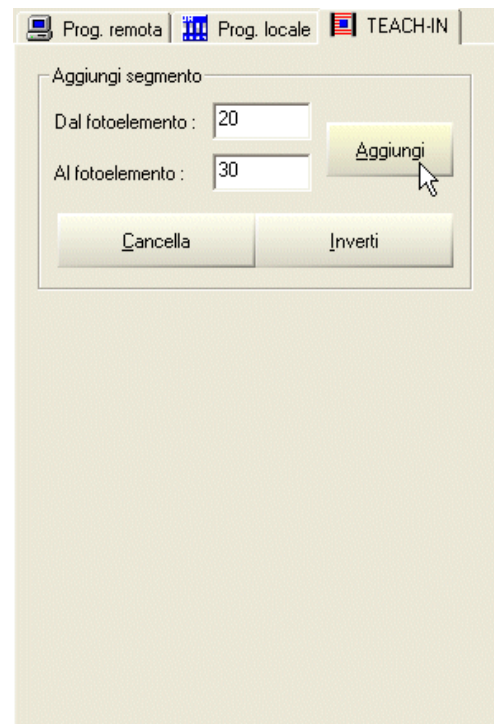 Prog. remota Prog. locale TEACH-IN
Aggiungi segmento
Dal fotoelemento : 20
Aggiungi
Al fotoelemento : 30
Cancella Inverti